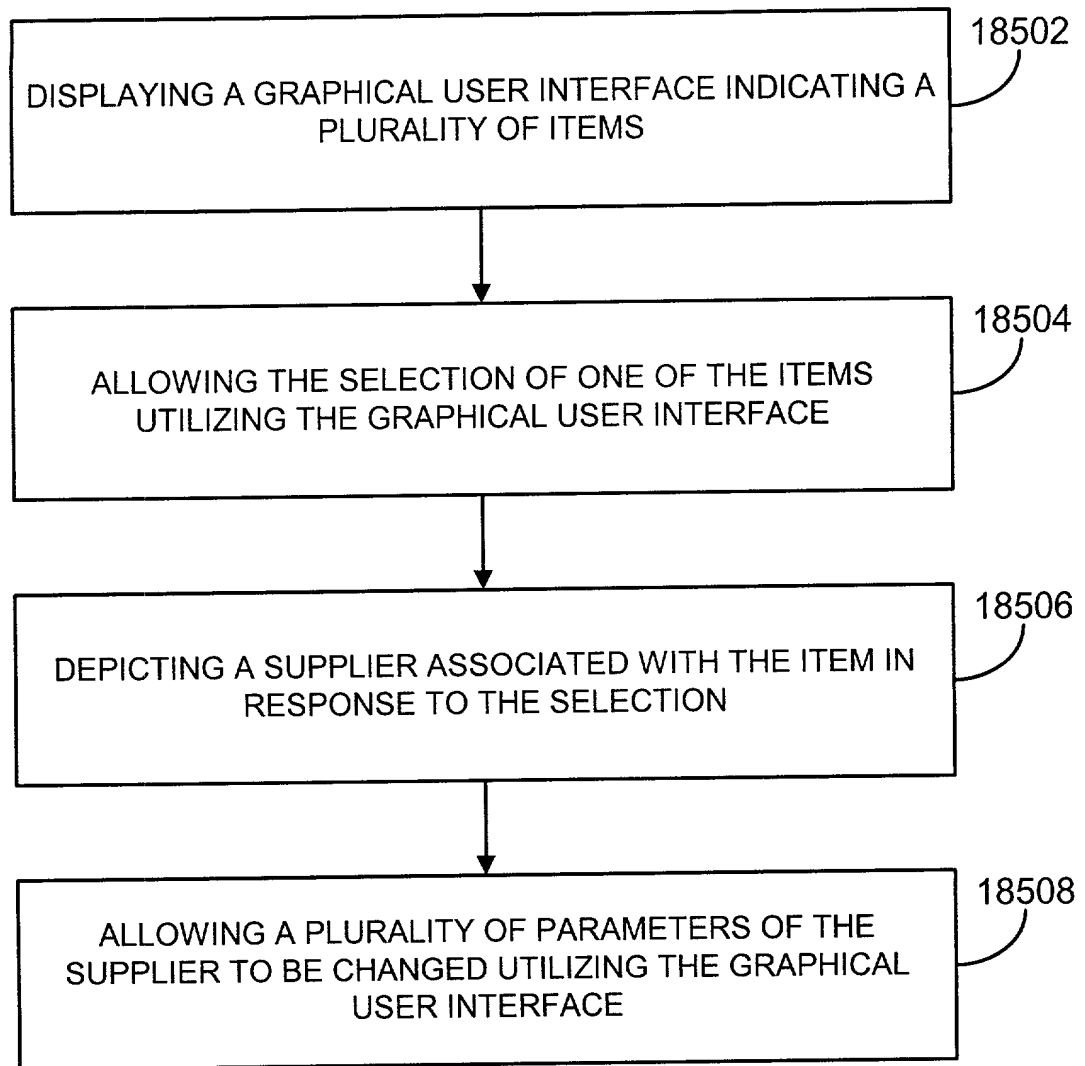 18502
DISPLAYING A GRAPHICAL USER INTERFACE INDICATING A
PLURALITY OF ITEMS
18504
ALLOWING THE SELECTION OF ONE OF THE ITEMS
UTILIZING THE GRAPHICAL USER INTERFACE
18506
DEPICTING A SUPPLIER ASSOCIATED WITH THE ITEM IN
RESPONSE TO THE SELECTION
18508
ALLOWING A PLURALITY OF PARAMETERS OF THE
SUPPLIER TO BE CHANGED UTILIZING THE GRAPHICAL
USER INTERFACE